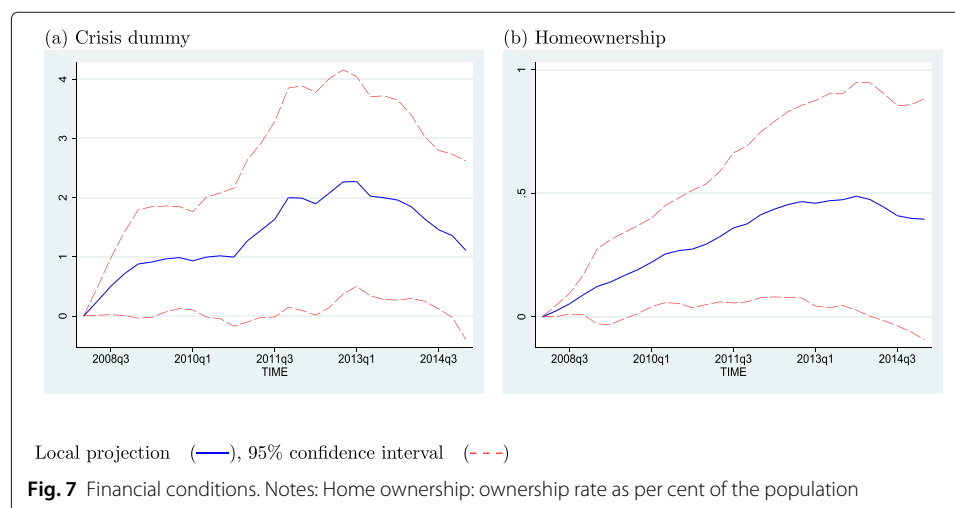 (a) Crisis dummy
4
3
2
1
0
2008q3 2010q1 2011q3 2013q1 2014q3
TIME
(b) Homeownership
1
.5
0
2008q3 2010q1 2011q3 2013q1 2014q3
TIME
Local projection (——), 95% confidence interval (- - -)
Fig. 7 Financial conditions. Notes: Home ownership: ownership rate as per cent of the population